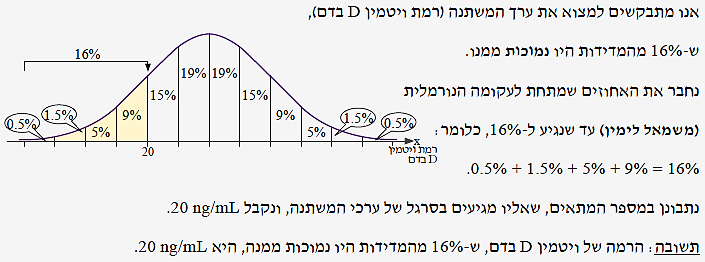 אנו מתבקשים למצוא את ערך המשתנה (רמת ויטמין D בדם),
ש-16% מהמדידות היו נמוכות ממנו.
נחבר את האחוזים שמתחת לעקומה הנורמלית
(משמאל לימין) עד שנגיע ל-16%, כלומר:
0.5% + 1.5% + 5% + 9% = 16%.
16%
0.5% 1.5% 5% 9% 15% 19% 19% 15% 9% 5% 1.5% 0.5%
20
x
רמת ויטמין
D בדם
נתבונן במספר המתאים, שאליו מגיעים בסרגל של ערכי המשתנה, ונקבל 20 ng/mL.
תשובה: הרמה של ויטמין D בדם, ש-16% מהמדידות היו נמוכות ממנה, היא 20 ng/mL.